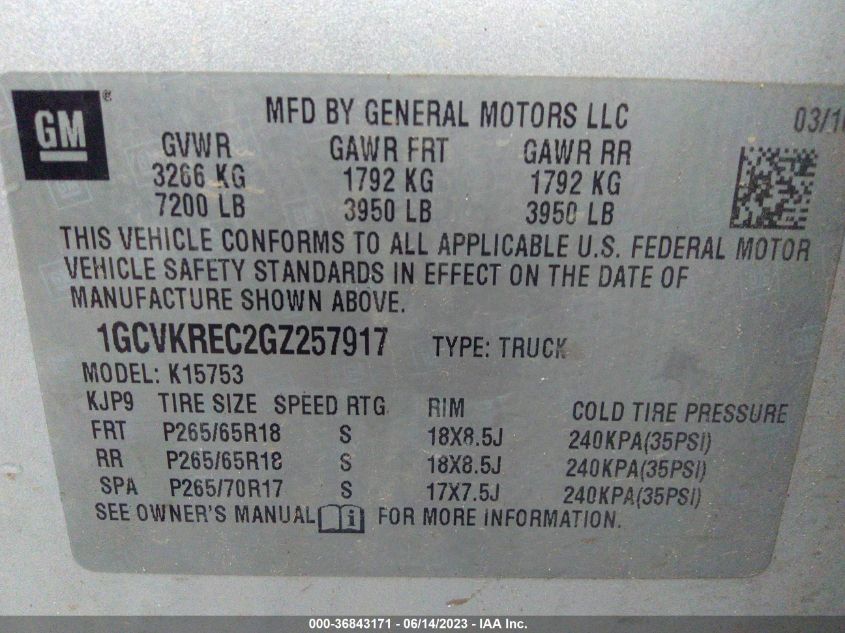 GM
MFD BY GENERAL MOTORS LLC
03/16
GVWR GAWR FRT GAWR RR
3266 KG 1792 KG 1792 KG
7200 LB 3950 LB 3950 LB
THIS VEHICLE CONFORMS TO ALL APPLICABLE U.S. FEDERAL MOTOR
VEHICLE SAFETY STANDARDS IN EFFECT ON THE DATE OF
MANUFACTURE SHOWN ABOVE.
1GCVKREC2GZ257917 TYPE: TRUCK
MODEL: K15753
KJP9 TIRE SIZE SPEED RTG RIM COLD TIRE PRESSURE
FRT P265/65R18 S 18X8.5J 240KPA(35PSI)
RR P265/65R18 S 18X8.5J 240KPA(35PSI)
SPA P265/70R17 S 17X7.5J 240KPA(35PSI)
SEE OWNER'S MANUAL FOR MORE INFORMATION.
000-36843171 - 06/14/2023 - IAA Inc.